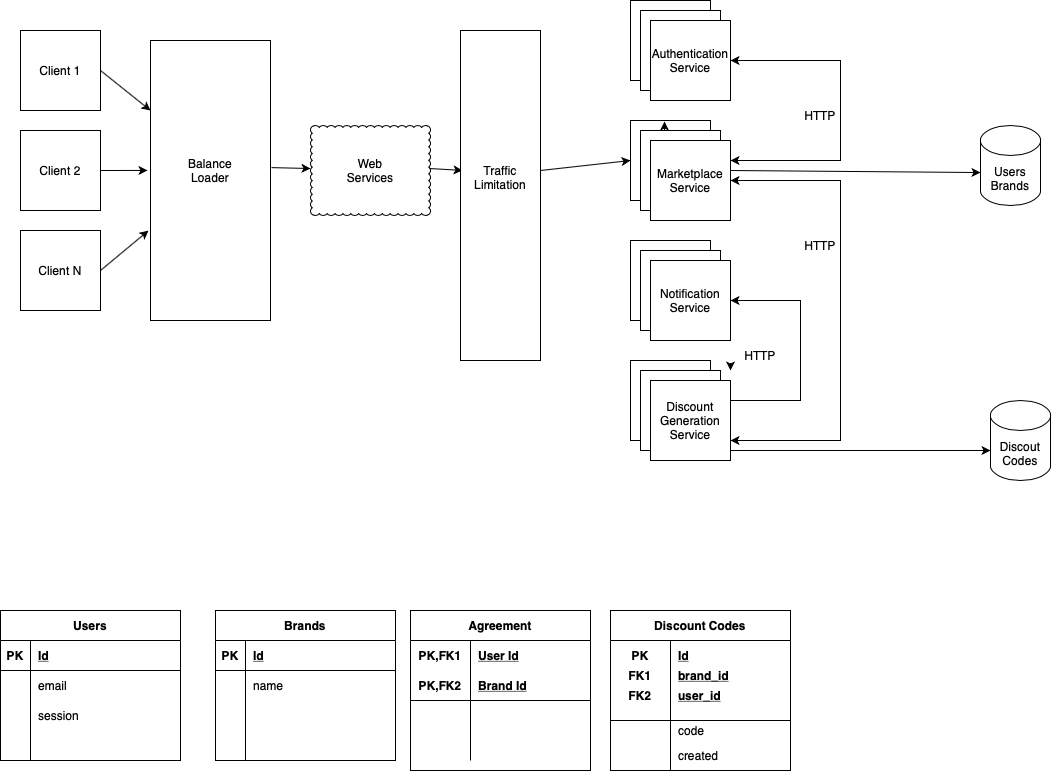 Client 1
Client 2
Client N
Balance
Loader
Web
Services
Traffic
Limitation
Authentication
Service
HTTP
Marketplace
Service
Users
Brands
HTTP
Notification
Service
HTTP
Discount
Generation
Service
Discout
Codes
Users
PK Id
email
session
Brands
PK Id
name
Agreement
PK,FK1 User Id
PK,FK2 Brand Id
Discount Codes
PK Id
FK1 brand_id
FK2 user_id
code
created